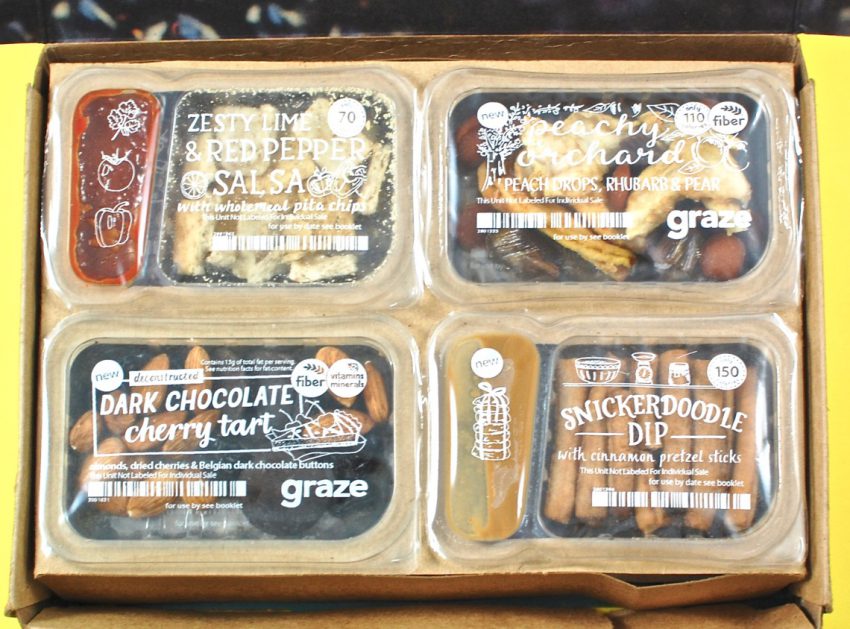 ZESTY LIME
70
& RED PEPPER
SALSA
with wholemeal pita chips
This Unit Not Labeled For Individual Sale
for use by date see booklet
new
only
110
fiber
peachy
orchard
PEACH DROPS, RHUBARB & PEAR
This Unit Not Labeled For Individual Sale
graze
for use by date see booklet
new
Contains 13g of total fat per serving.
See nutrition facts for fat content.
deconstructed
fiber
vitamins
minerals
DARK CHOCOLATE
cherry tart
almonds, dried cherries & Belgian dark chocolate buttons
This Unit Not Labeled For Individual Sale
graze
for use by date see booklet
new
150
SNICKERDOODLE
DIP
with cinnamon pretzel sticks
This Unit Not Labeled For Individual Sale
for use by date see booklet